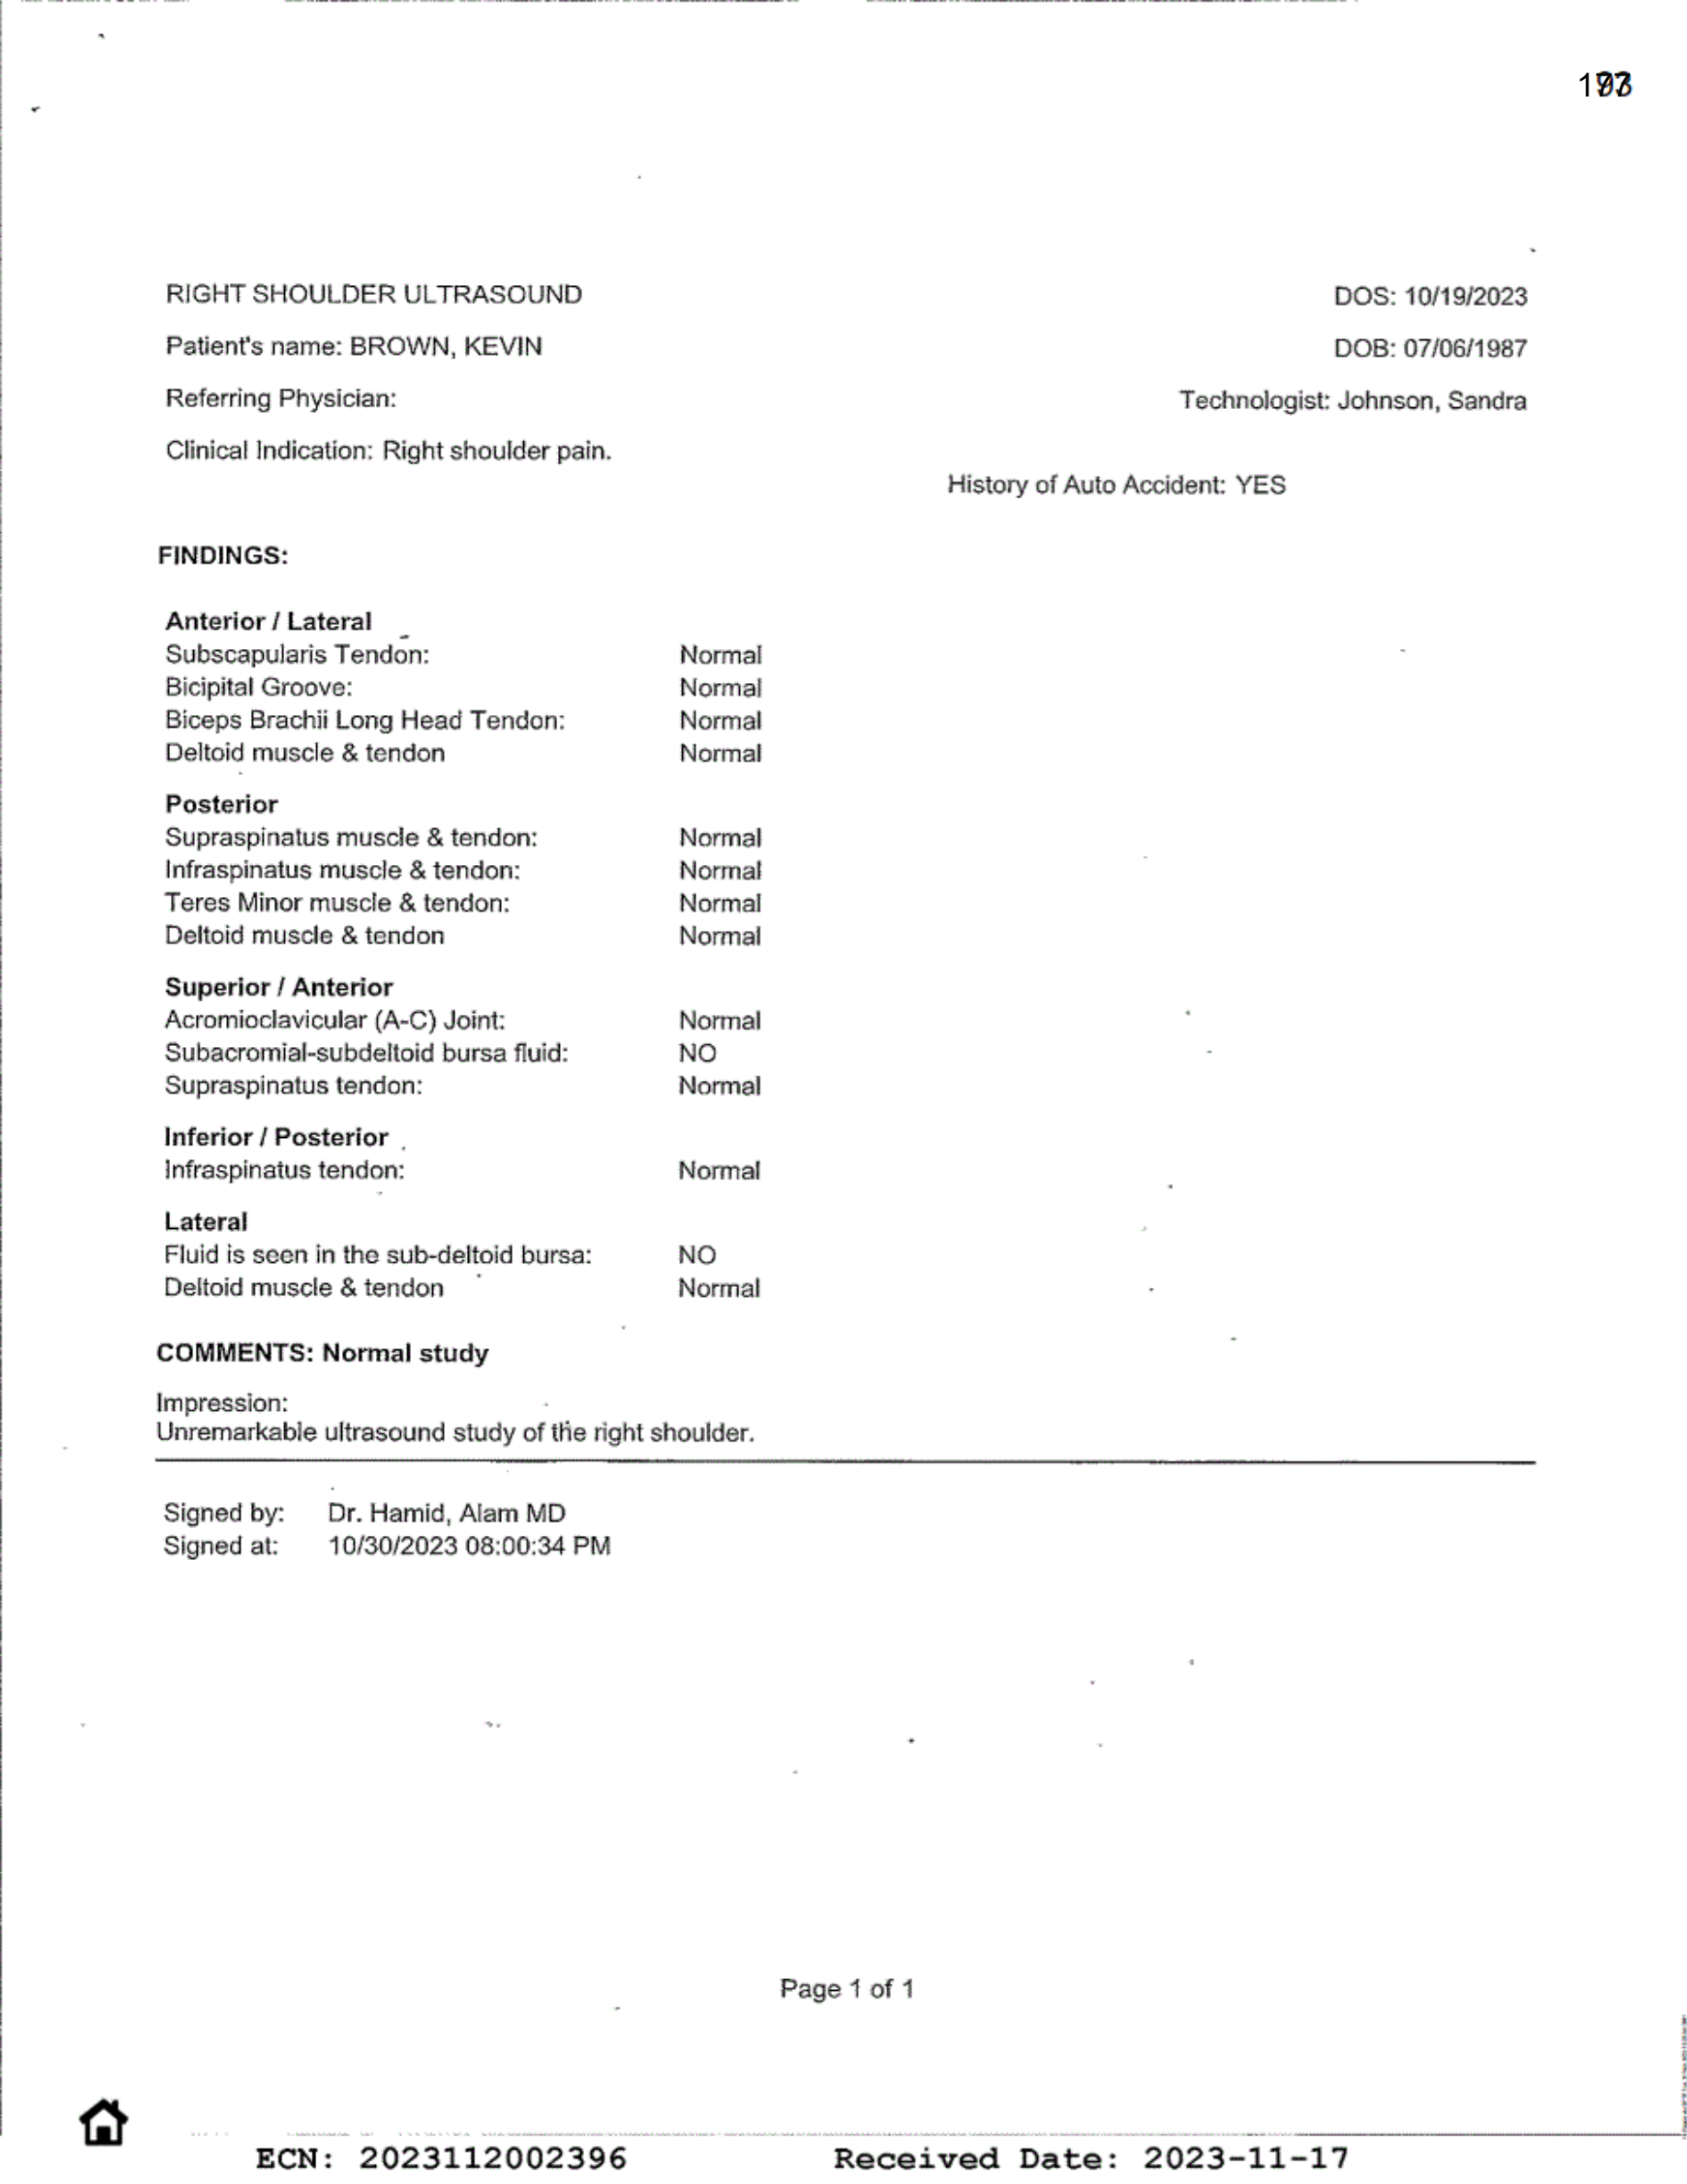 RIGHT SHOULDER ULTRASOUND DOS: 10/19/2023
Patient's name: BROWN, KEVIN DOB: 07/06/1987
Referring Physician: Technologist: Johnson, Sandra
Clinical Indication: Right shoulder pain.
History of Auto Accident: YES
FINDINGS:
Anterior / Lateral
Subscapularis Tendon: Normal
Bicipital Groove: Normal
Biceps Brachii Long Head Tendon: Normal
Deltoid muscle & tendon Normal
Posterior
Supraspinatus muscle & tendon: Normal
Infraspinatus muscle & tendon: Normal
Teres Minor muscle & tendon: Normal
Deltoid muscle & tendon Normal
Superior / Anterior
Acromioclavicular (A-C) Joint: Normal
Subacromial-subdeltoid bursa fluid: NO
Supraspinatus tendon: Normal
Inferior / Posterior
Infraspinatus tendon: Normal
Lateral
Fluid is seen in the sub-deltoid bursa: NO
Deltoid muscle & tendon Normal
COMMENTS: Normal study
Impression:
Unremarkable ultrasound study of the right shoulder.
Signed by: Dr. Hamid, Alam MD
Signed at: 10/30/2023 08:00:34 PM
Page 1 of 1
ECN: 2023112002396 Received Date: 2023-11-17